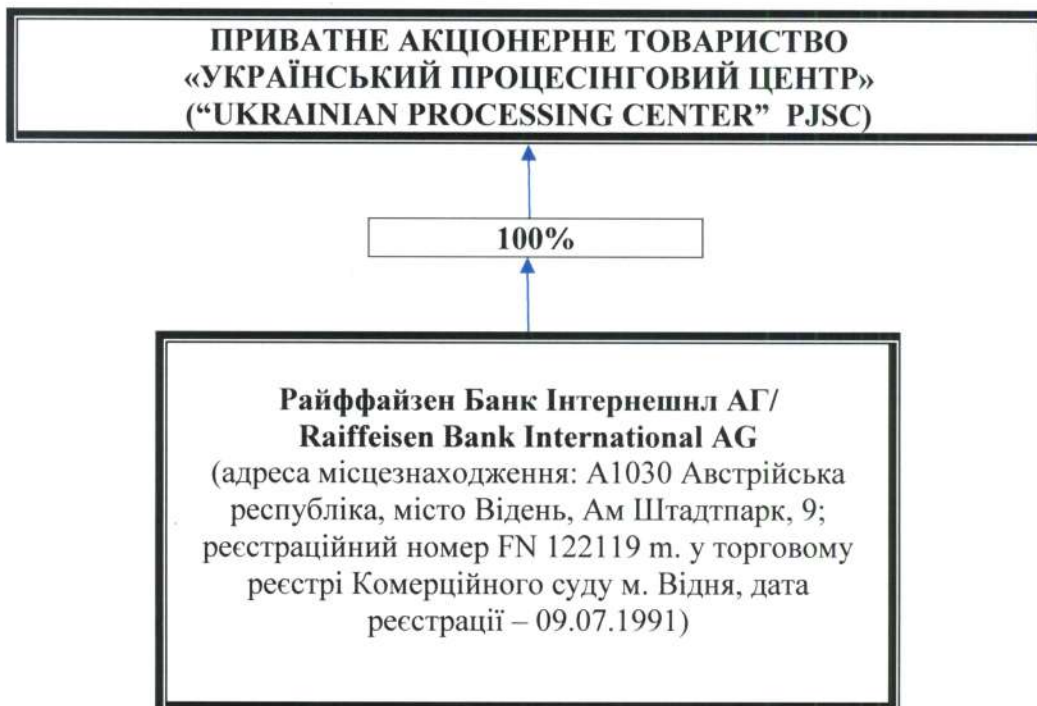 ПРИВАТНЕ АКЦІОНЕРНЕ ТОВАРИСТВО
«УКРАЇНСЬКИЙ ПРОЦЕСІНГОВИЙ ЦЕНТР»
(“UKRAINIAN PROCESSING CENTER” PJSC)
100%
Райффайзен Банк Інтернешнл АГ/
Raiffeisen Bank International AG
(адреса місцезнаходження: А1030 Австрійська
республіка, місто Відень, Ам Штадтпарк, 9;
реєстраційний номер FN 122119 m. у торговому
реєстрі Комерційного суду м. Відня, дата
реєстрації – 09.07.1991)